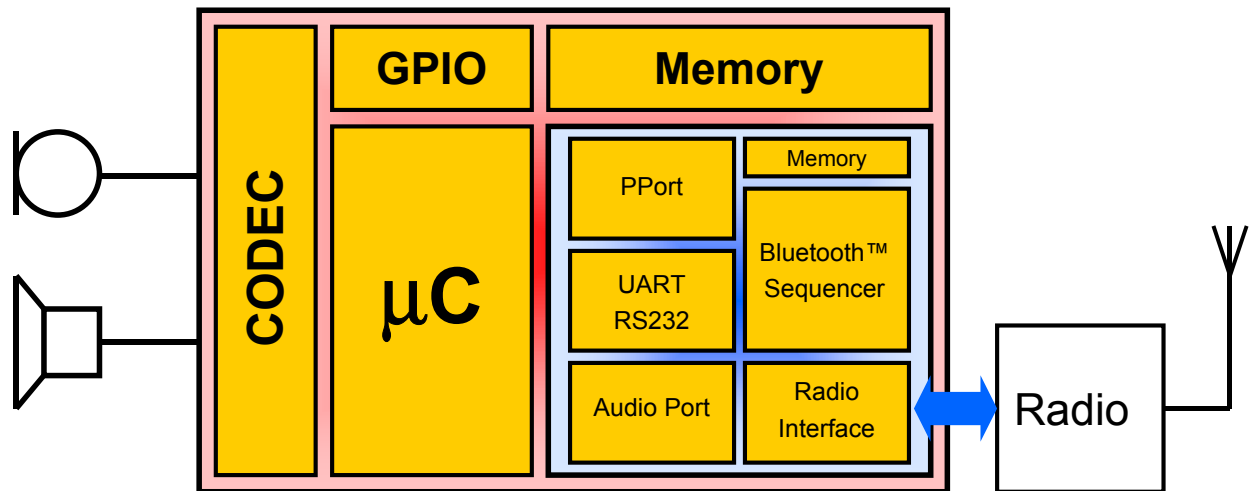 GPIO
Memory
CODEC
μC
PPort
Memory
Bluetooth™
Sequencer
UART
RS232
Audio Port
Radio
Interface
Radio